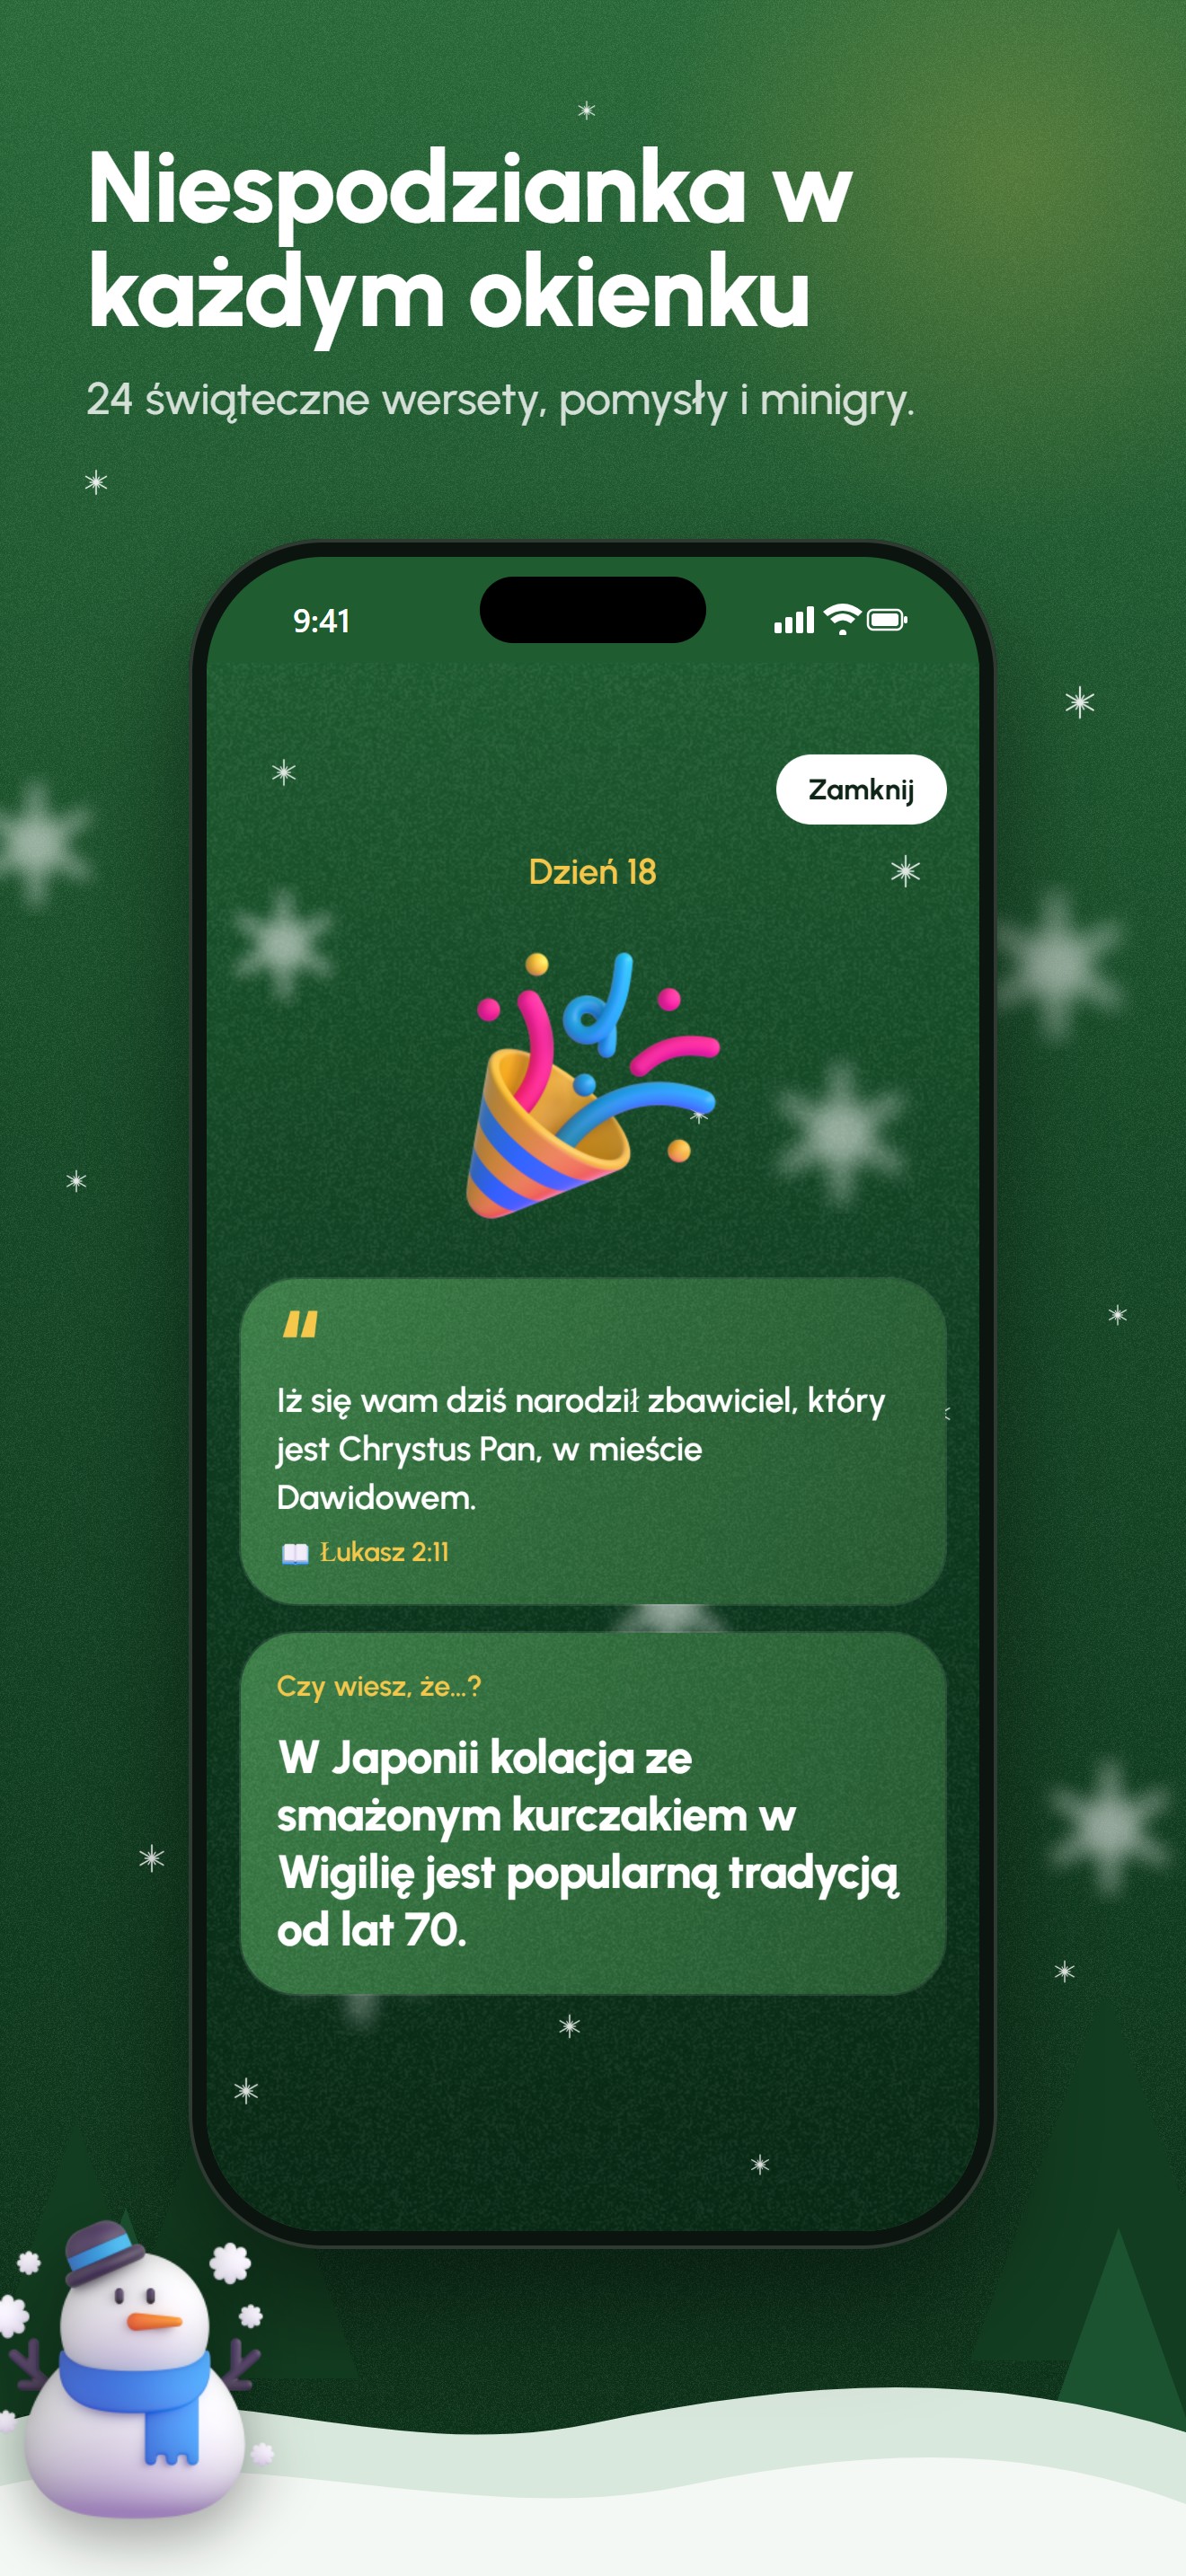 Niespodzianka w
każdym okienku
24 świąteczne wersety, pomysły i minigry.
9:41
Zamknij
Dzień 18
"
Iż się wam dziś narodził zbawiciel, który
jest Chrystus Pan, w mieście
Dawidowem.
📖 Łukasz 2:11
Czy wiesz, że...?
W Japonii kolacja ze
smażonym kurczakiem w
Wigilię jest popularną tradycją
od lat 70.